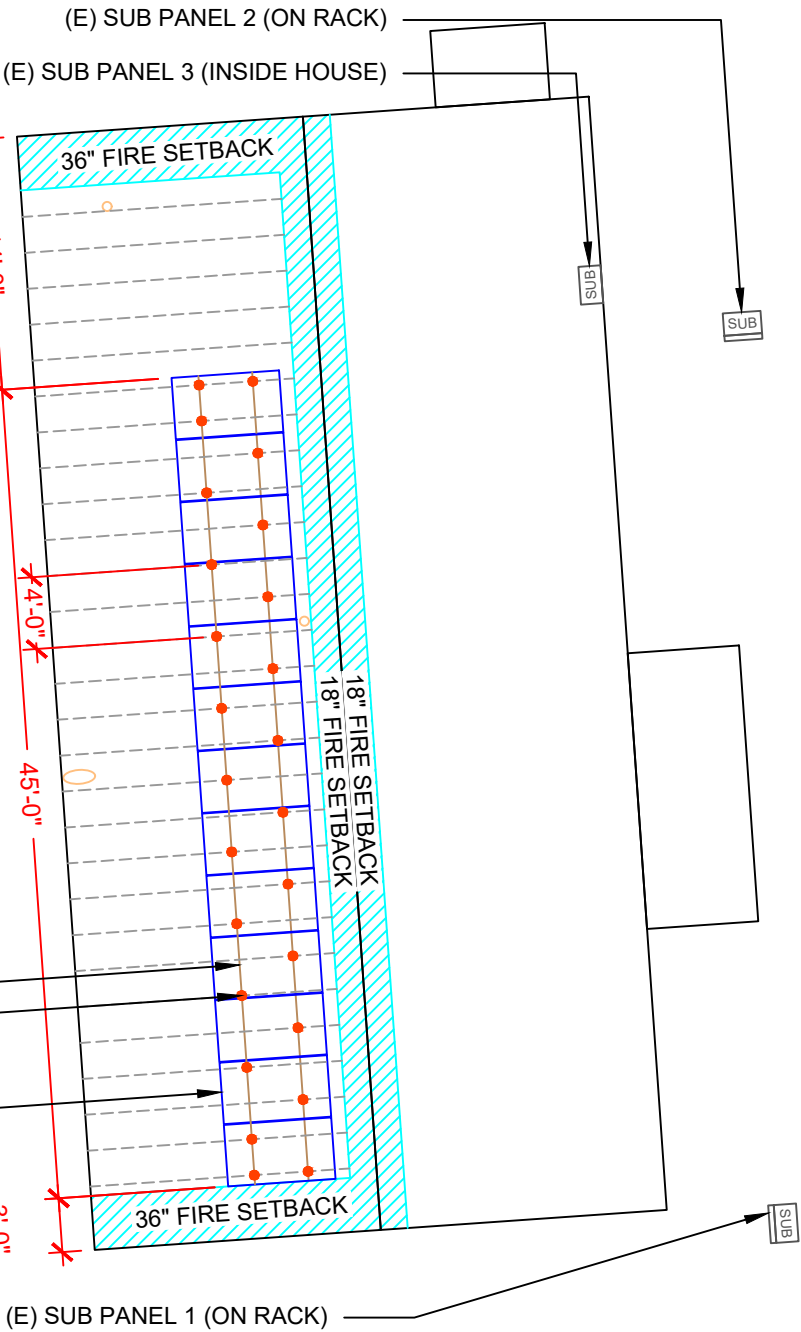 (E) SUB PANEL 2 (ON RACK)
(E) SUB PANEL 3 (INSIDE HOUSE)
36" FIRE SETBACK
SUB
SUB
4'-0"
18" FIRE SETBACK
18" FIRE SETBACK
45'-0"
36" FIRE SETBACK
SUB
(E) SUB PANEL 1 (ON RACK)